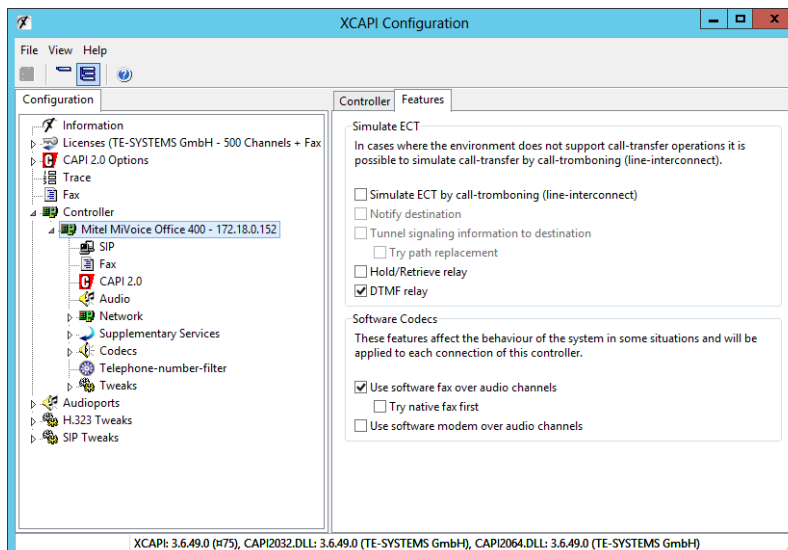 XCAPI Configuration
File View Help
Configuration
Information
Licenses (TE-SYSTEMS GmbH - 500 Channels + Fax
CAPI 2.0 Options
Trace
Fax
Controller
Mitel MiVoice Office 400 - 172.18.0.152
SIP
Fax
CAPI 2.0
Audio
Network
Supplementary Services
Codecs
Telephone-number-filter
Tweaks
Audioports
H.323 Tweaks
SIP Tweaks
Controller Features
Simulate ECT
In cases where the environment does not support call-transfer operations it is
possible to simulate call-transfer by call-tromboning (line-interconnect).
Simulate ECT by call-tromboning (line-interconnect)
Notify destination
Tunnel signaling information to destination
Try path replacement
Hold/Retrieve relay
DTMF relay
Software Codecs
These features affect the behaviour of the system in some situations and will be
applied to each connection of this controller.
Use software fax over audio channels
Try native fax first
Use software modem over audio channels
XCAPI: 3.6.49.0 (¤75), CAPI2032.DLL: 3.6.49.0 (TE-SYSTEMS GmbH), CAPI2064.DLL: 3.6.49.0 (TE-SYSTEMS GmbH)